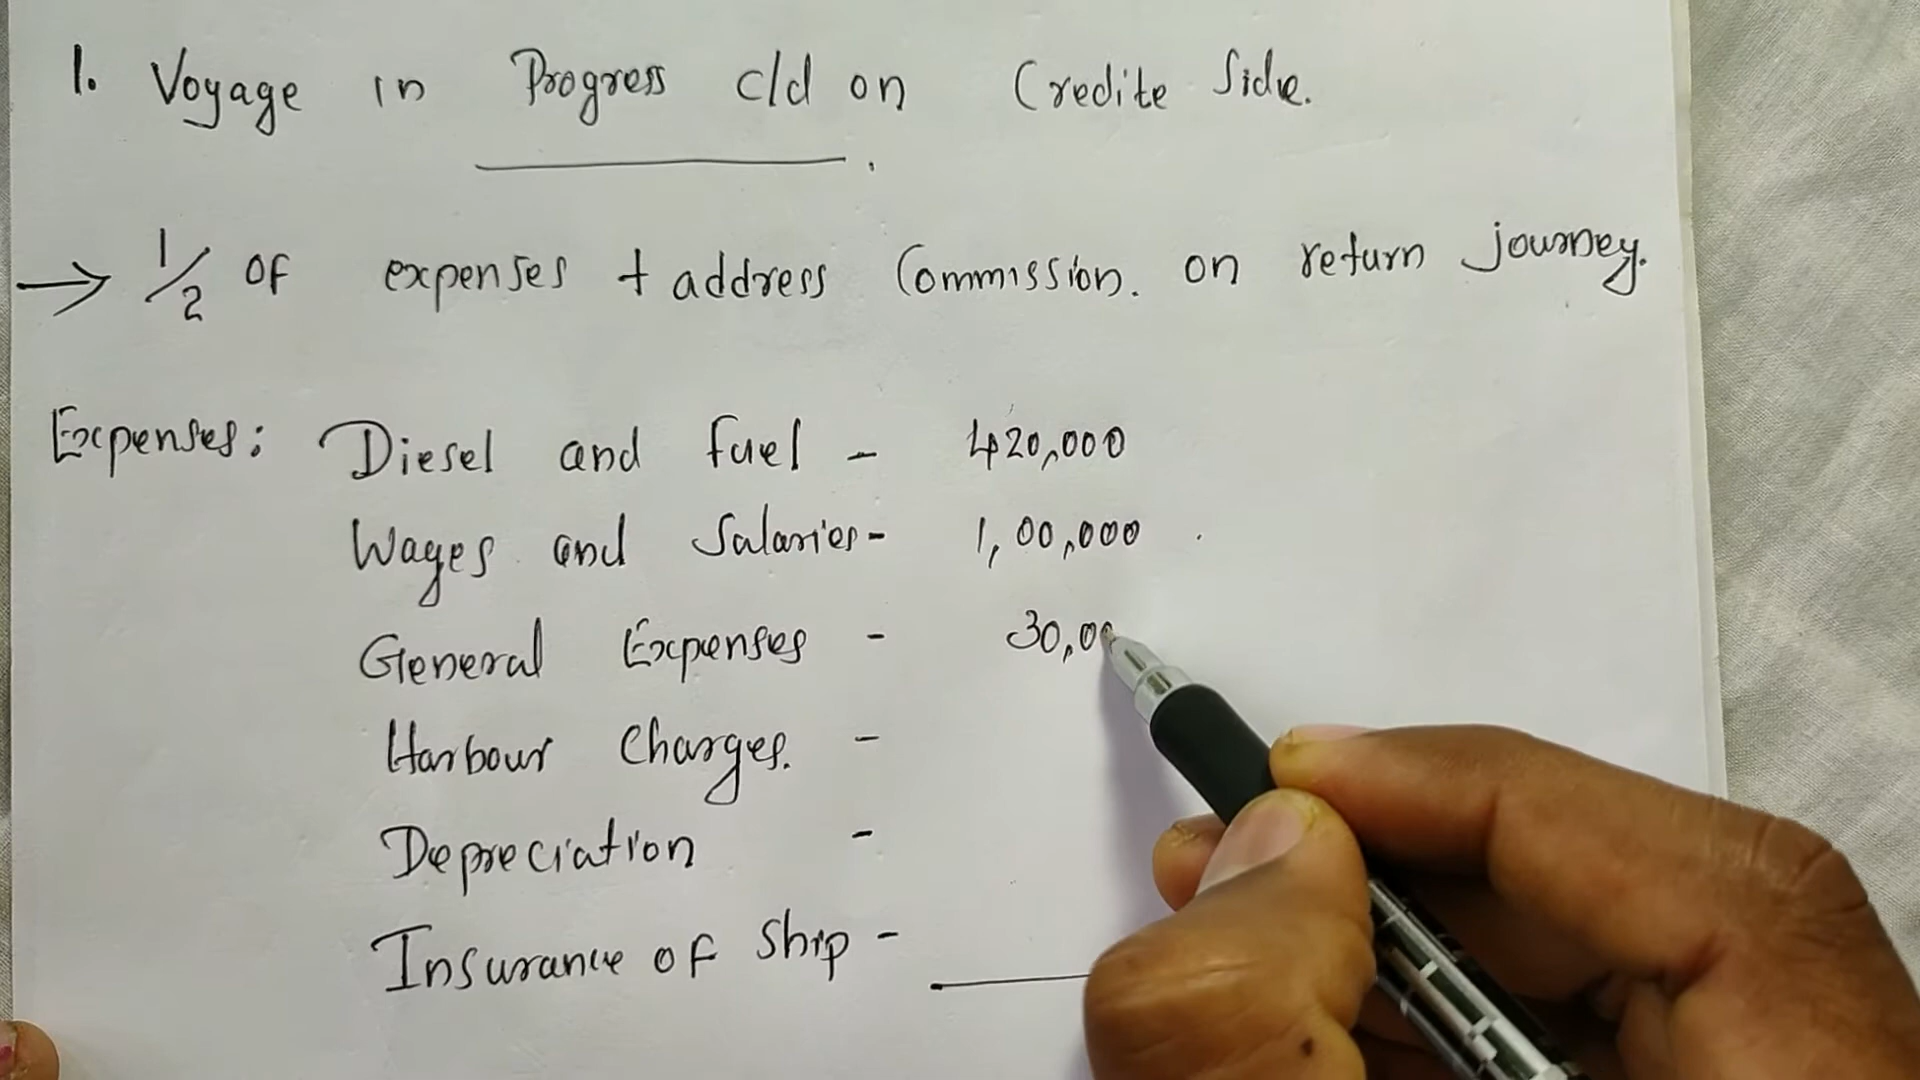 1. Voyage in Progress c/d on Credite Side.
→ 1/2 of expenses + address Commission. on return journey.
Expenses: Diesel and fuel - 420,000
Wages and Salaries - 1,00,000
General Expenses - 30,00
Harbour Charges. -
Depreciation -
Insurance of Ship -